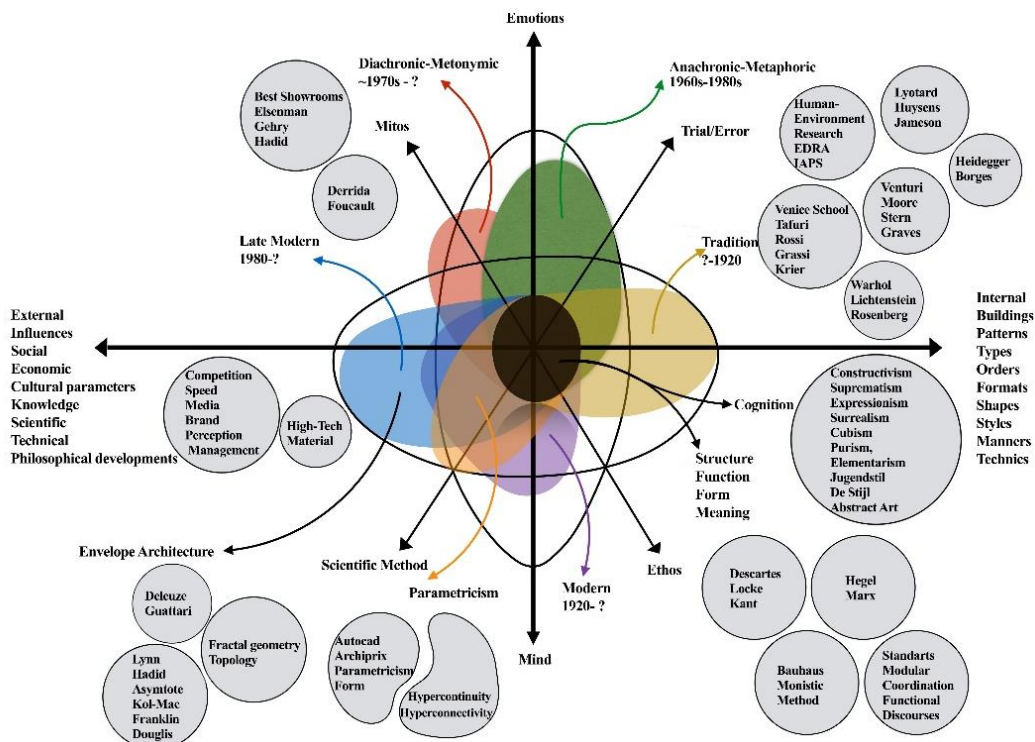 Emotions
Diachronic-Metonymic
~1970s - ?
Anachronic-Metaphoric
1960s-1980s
Best Showrooms
Eisenman
Gehry
Hadid
Mitos
Trial/Error
Human-
Environment
Research
EDRA
IAPS
Lyotard
Huysens
Jameson
Heidegger
Borges
Derrida
Foucault
Venturi
Moore
Stern
Graves
Venice School
Tafuri
Rossi
Grassi
Krier
Late Modern
1980-?
Tradition
?-1920
Warhol
Lichtenstein
Rosenberg
External
Influences
Social
Economic
Cultural parameters
Knowledge
Scientific
Technical
Philosophical developments
Internal
Buildings
Patterns
Types
Orders
Formats
Shapes
Styles
Manners
Technics
Competition
Speed
Media
Brand
Perception
Management
High-Tech
Material
Cognition
Constructivism
Suprematism
Expressionism
Surrealism
Cubism
Purism,
Elementarism
Jugendstil
De Stijl
Abstract Art
Structure
Function
Form
Meaning
Envelope Architecture
Scientific Method
Parametricism
Modern
1920- ?
Ethos
Mind
Deleuze
Guattari
Fractal geometry
Topology
Lynn
Hadid
Asymtote
Kol-Mac
Franklin
Douglis
Autocad
Archiprix
Parametricism
Form
Hypercontinuity
Hyperconnectivity
Descartes
Locke
Kant
Hegel
Marx
Bauhaus
Monistic
Method
Standarts
Modular
Coordination
Functional
Discourses